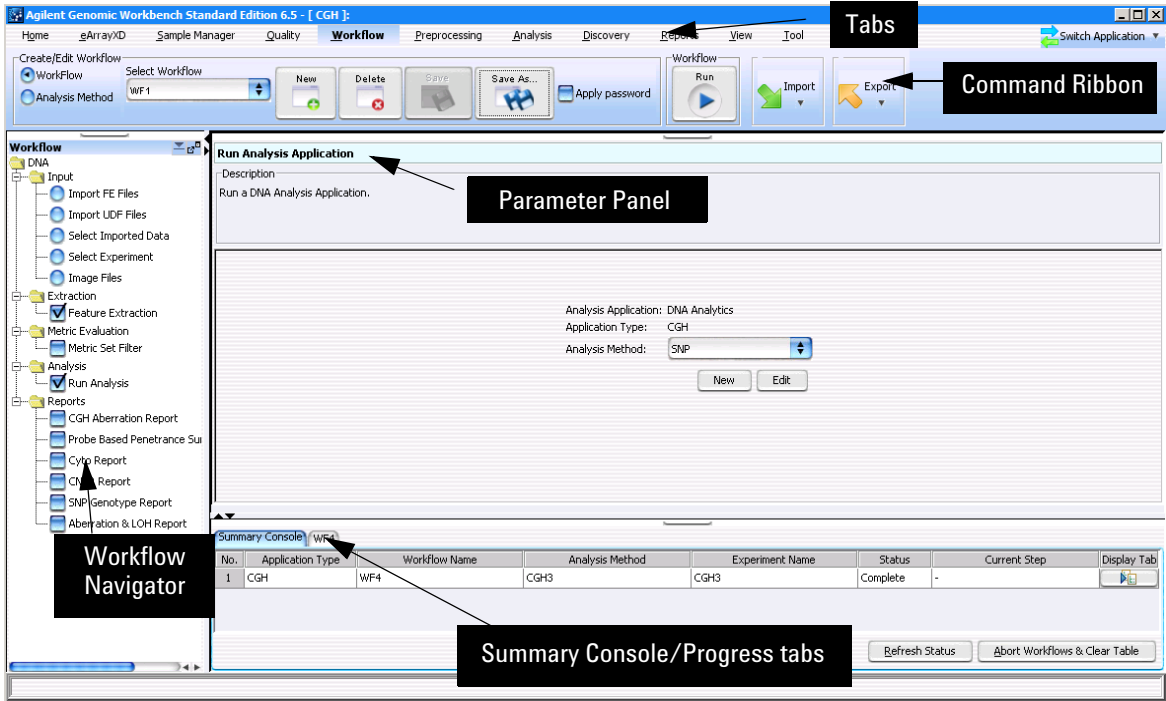 Agilent Genomic Workbench Standard Edition 6.5 - [ CGH ]:
Home eArrayXD Sample Manager Quality Workflow Preprocessing Analysis Discovery Reports View Tool
Tabs
Switch Application
Create/Edit Workflow
WorkFlow
Analysis Method
Select Workflow
WF1
New
Delete
Save
Save As...
Apply password
Workflow
Run
Import
Export
Command Ribbon
Workflow
DNA
Input
Import FE Files
Import UDF Files
Select Imported Data
Select Experiment
Image Files
Extraction
Feature Extraction
Metric Evaluation
Metric Set Filter
Analysis
Run Analysis
Reports
CGH Aberration Report
Probe Based Penetrance Su
Cyto Report
Report
SNP Genotype Report
Aberration & LOH Report
Workflow
Navigator
Run Analysis Application
Description
Run a DNA Analysis Application.
Parameter Panel
Analysis Application: DNA Analytics
Application Type: CGH
Analysis Method: SNP
New Edit
Summary Console WF4
No. Application Type Workflow Name Analysis Method Experiment Name Status Current Step Display Tab
1 CGH WF4 CGH3 CGH3 Complete -
Summary Console/Progress tabs
Refresh Status
Abort Workflows & Clear Table